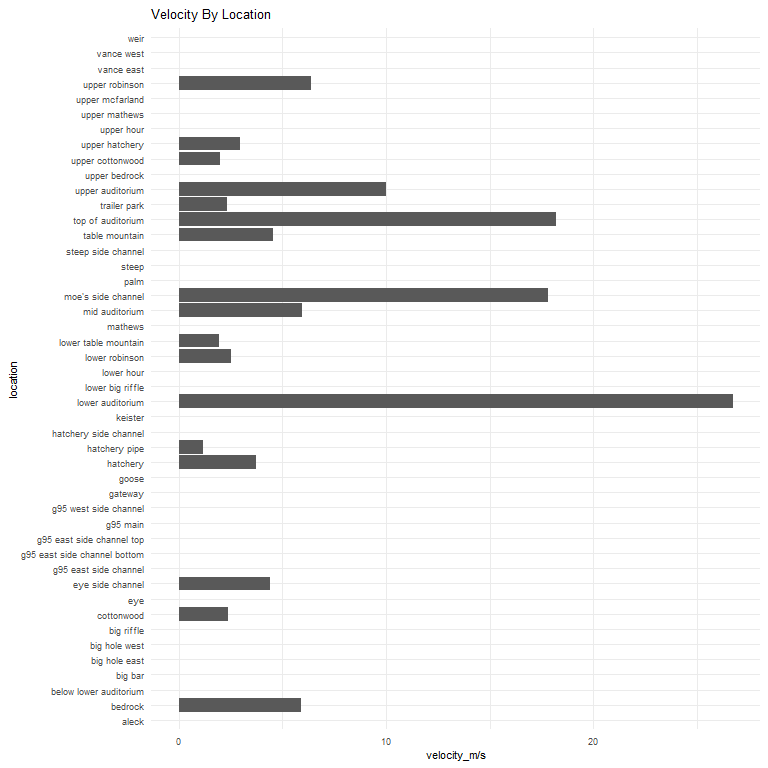 Velocity By Location
weir
vance west
vance east
upper robinson
upper mcfarland
upper mathews
upper hour
upper hatchery
upper cottonwood
upper bedrock
upper auditorium
trailer park
top of auditorium
table mountain
steep side channel
steep
palm
moe's side channel
mid auditorium
mathews
lower table mountain
lower robinson
lower hour
lower big riffle
lower auditorium
keister
hatchery side channel
hatchery pipe
hatchery
goose
gateway
g95 west side channel
g95 main
g95 east side channel top
g95 east side channel bottom
g95 east side channel
eye side channel
eye
cottonwood
big riffle
big hole west
big hole east
big bar
below lower auditorium
bedrock
aleck
location
0 10 20
velocity_m/s